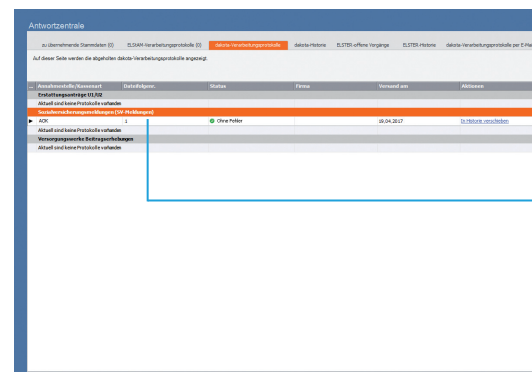 Antwortzentrale
zu übernehmende Stammdaten (0) ELStAM-Verarbeitungsprotokolle (0) dakota-Verarbeitungsprotokolle dakota-Historie ELSTER-offene Vorgänge ELSTER-Historie dakota-Verarbeitungsprotokolle per E-Mai
Auf dieser Seite werden die abgeholten dakota-Verarbeitungsprotokolle angezeigt.
... Annahmestelle/Kassenart Dateifolgenr. Status Firma Versand am Aktionen
Erstattungsanträge U1/U2
Aktuell sind keine Protokolle vorhanden
Sozialversicherungsmeldungen (SV-Meldungen)
AOK 1 Ohne Fehler 19.04.2017 In Historie verschieben
Aktuell sind keine Protokolle vorhanden
Versorgungswerke Beitragserhebungen
Aktuell sind keine Protokolle vorhanden